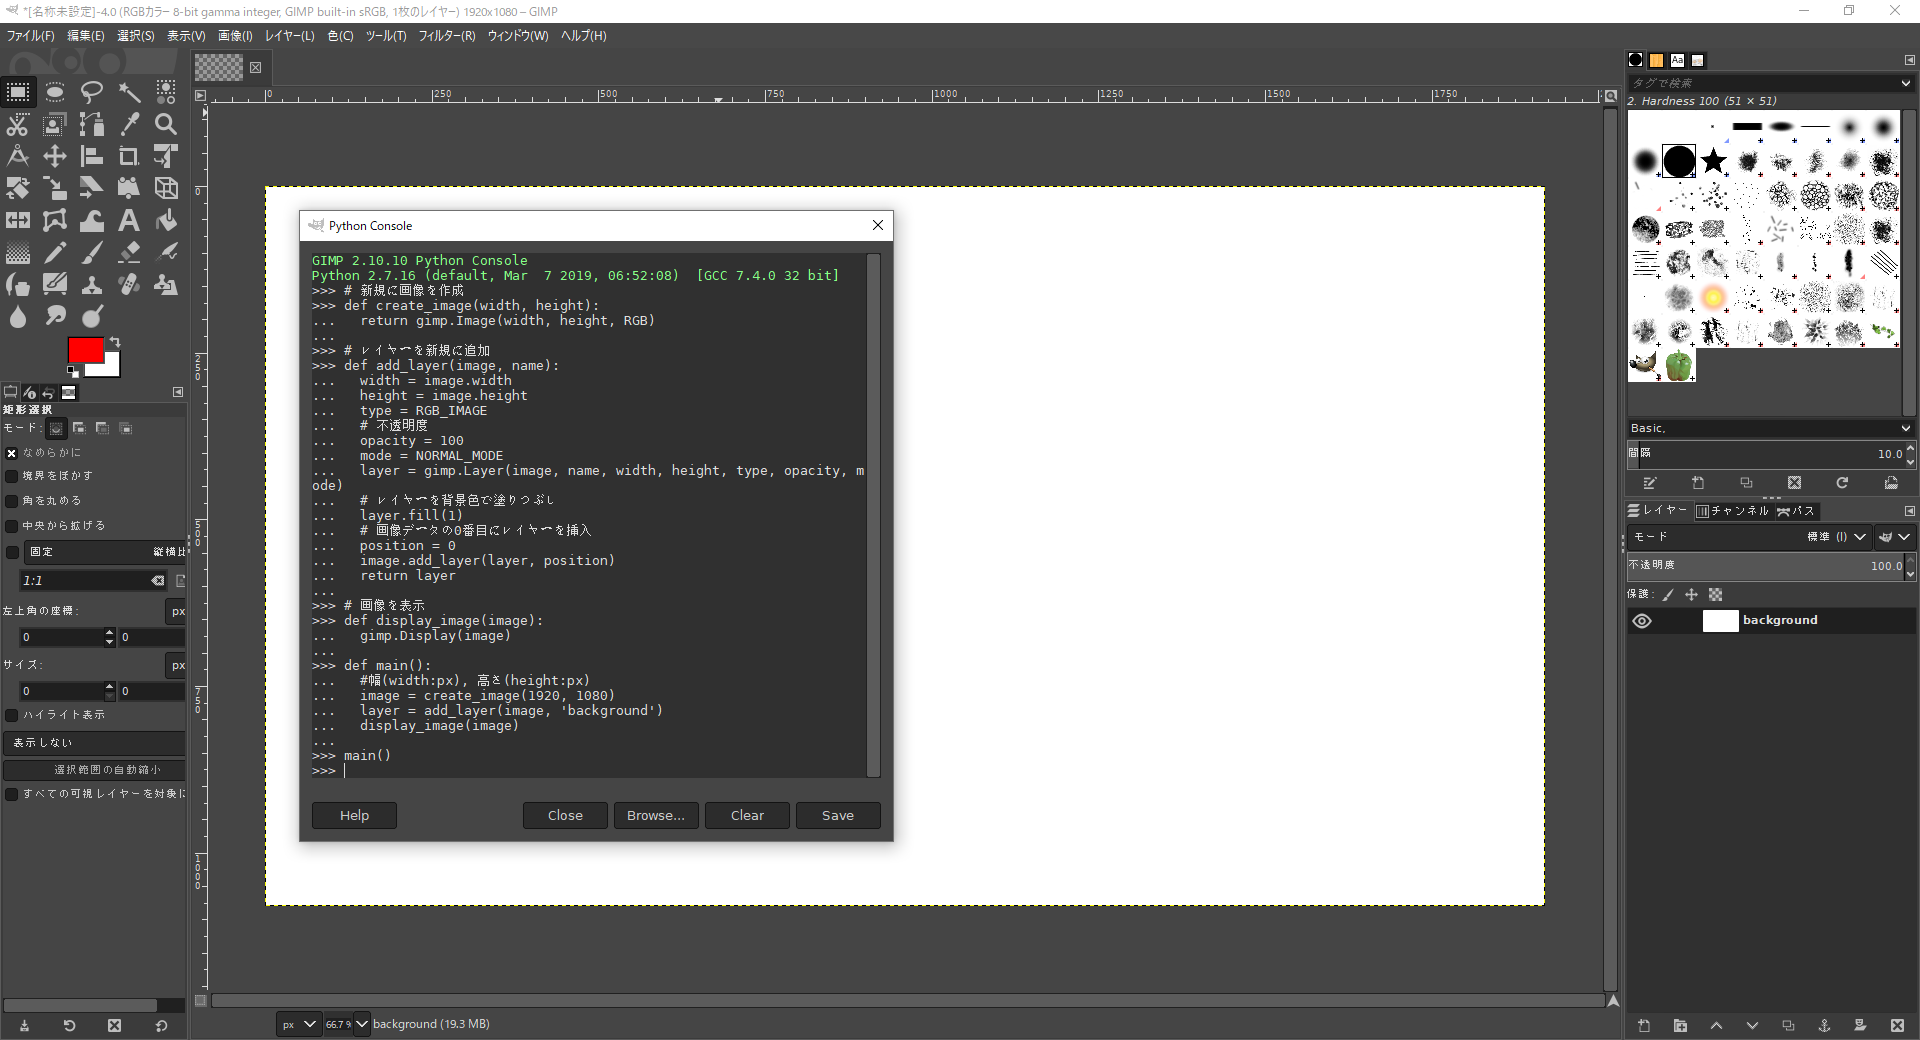 *[名称未設定]-4.0 (RGBカラー 8-bit gamma integer, GIMP built-in sRGB, 1枚のレイヤー) 1920x1080 – GIMP
ファイル(F) 編集(E) 選択(S) 表示(V) 画像(I) レイヤー(L) 色(C) ツール(T) フィルター(R) ウィンドウ(W) ヘルプ(H)
0 250 500 750 1000 1250 1500 1750
0
250
500
750
1000
Python Console
GIMP 2.10.10 Python Console
Python 2.7.16 (default, Mar  7 2019, 06:52:08)  [GCC 7.4.0 32 bit]
>>> # 新規に画像を作成
>>> def create_image(width, height):
...   return gimp.Image(width, height, RGB)
...
>>> # レイヤーを新規に追加
>>> def add_layer(image, name):
...   width = image.width
...   height = image.height
...   type = RGB_IMAGE
...   # 不透明度
...   opacity = 100
...   mode = NORMAL_MODE
...   layer = gimp.Layer(image, name, width, height, type, opacity, m
ode)
...   # レイヤーを背景色で塗りつぶし
...   layer.fill(1)
...   # 画像データの0番目にレイヤーを挿入
...   position = 0
...   image.add_layer(layer, position)
...   return layer
...
>>> # 画像を表示
>>> def display_image(image):
...   gimp.Display(image)
...
>>> def main():
...   #幅(width:px), 高さ(height:px)
...   image = create_image(1920, 1080)
...   layer = add_layer(image, 'background')
...   display_image(image)
...
>>> main()
>>>
Help Close Browse... Clear Save
矩形選択
モード:
なめらかに
境界をぼかす
角を丸める
中央から拡げる
固定 縦横比
1:1
左上角の座標: px
0 0
サイズ: px
0 0
ハイライト表示
表示しない
選択範囲の自動縮小
すべての可視レイヤーを対象に
px 66.7 % background (19.3 MB)
Aa
タグで検索
2. Hardness 100 (51 × 51)
Basic,
間隔 10.0
レイヤー チャンネル パス
モード 標準 (l)
不透明度 100.0
保護:
background